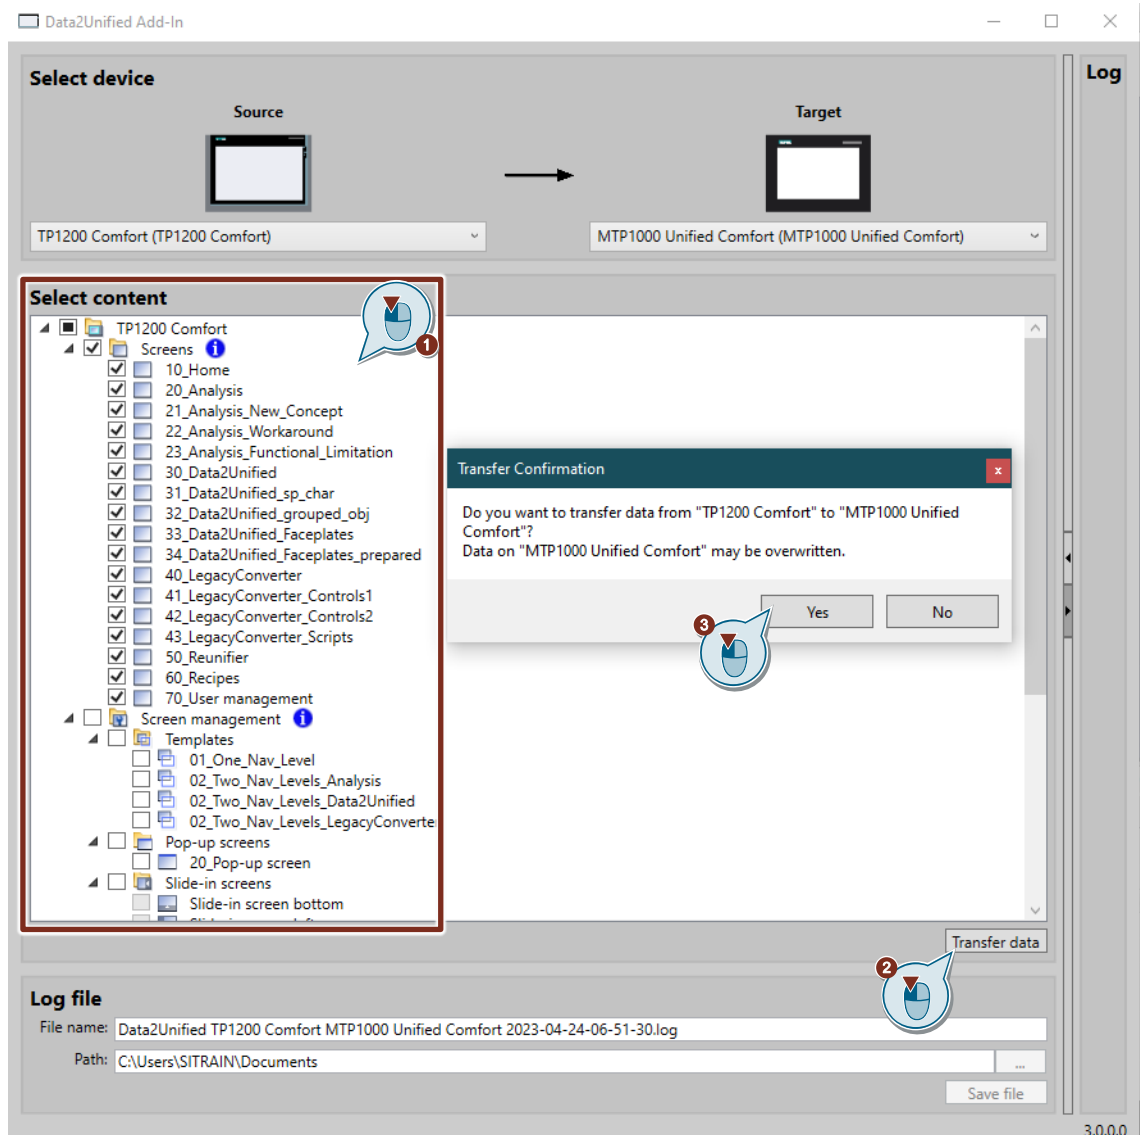 Data2Unified Add-In
Select device
Log
Source
Target
TP1200 Comfort (TP1200 Comfort)
MTP1000 Unified Comfort (MTP1000 Unified Comfort)
Select content
TP1200 Comfort
1
Screens
10_Home
20_Analysis
21_Analysis_New_Concept
22_Analysis_Workaround
23_Analysis_Functional_Limitation
30_Data2Unified
31_Data2Unified_sp_char
32_Data2Unified_grouped_obj
33_Data2Unified_Faceplates
34_Data2Unified_Faceplates_prepared
40_LegacyConverter
41_LegacyConverter_Controls1
42_LegacyConverter_Controls2
43_LegacyConverter_Scripts
50_Reunifier
60_Recipes
70_User management
Screen management
Templates
01_One_Nav_Level
02_Two_Nav_Levels_Analysis
02_Two_Nav_Levels_Data2Unified
02_Two_Nav_Levels_LegacyConverte
Pop-up screens
20_Pop-up screen
Slide-in screens
Slide-in screen bottom
Transfer Confirmation
x
Do you want to transfer data from "TP1200 Comfort" to "MTP1000 Unified
Comfort"?
Data on "MTP1000 Unified Comfort" may be overwritten.
Yes
No
3
Transfer data
2
Log file
File name: Data2Unified TP1200 Comfort MTP1000 Unified Comfort 2023-04-24-06-51-30.log
Path: C:\Users\SITRAIN\Documents
...
Save file
3.0.0.0